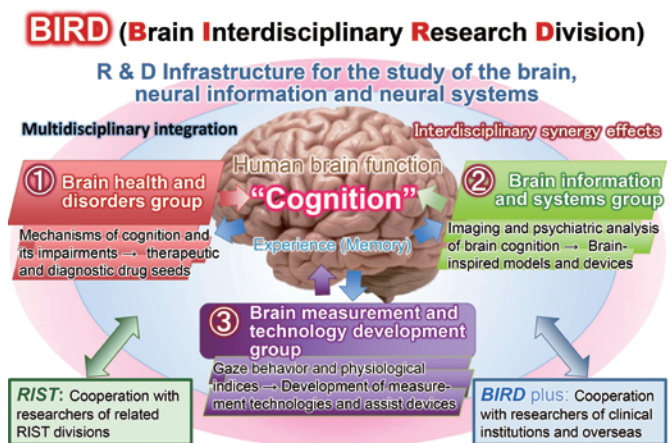 BIRD (Brain Interdisciplinary Research Division)
R & D Infrastructure for the study of the brain,
neural information and neural systems
Multidisciplinary integration
Interdisciplinary synergy effects
Human brain function
“Cognition”
Experience (Memory)
① Brain health and
disorders group
Mechanisms of cognition and
its impairments → therapeutic
and diagnostic drug seeds
② Brain information
and systems group
Imaging and psychiatric analysis
of brain cognition → Brain-
inspired models and devices
③ Brain measurement and
technology development
group
Gaze behavior and physiological
indices → Development of measure-
ment technologies and assist devices
RIST: Cooperation with
researchers of related
RIST divisions
BIRD plus: Cooperation
with researchers of clinical
institutions and overseas